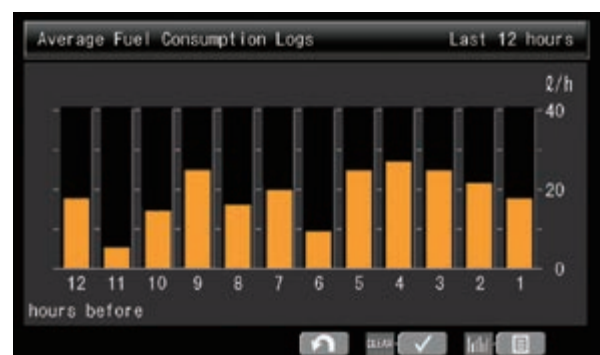 Average Fuel Consumption Logs Last 12 hours
ℓ/h
40
20
0
12 11 10 9 8 7 6 5 4 3 2 1
hours before
CLEAR